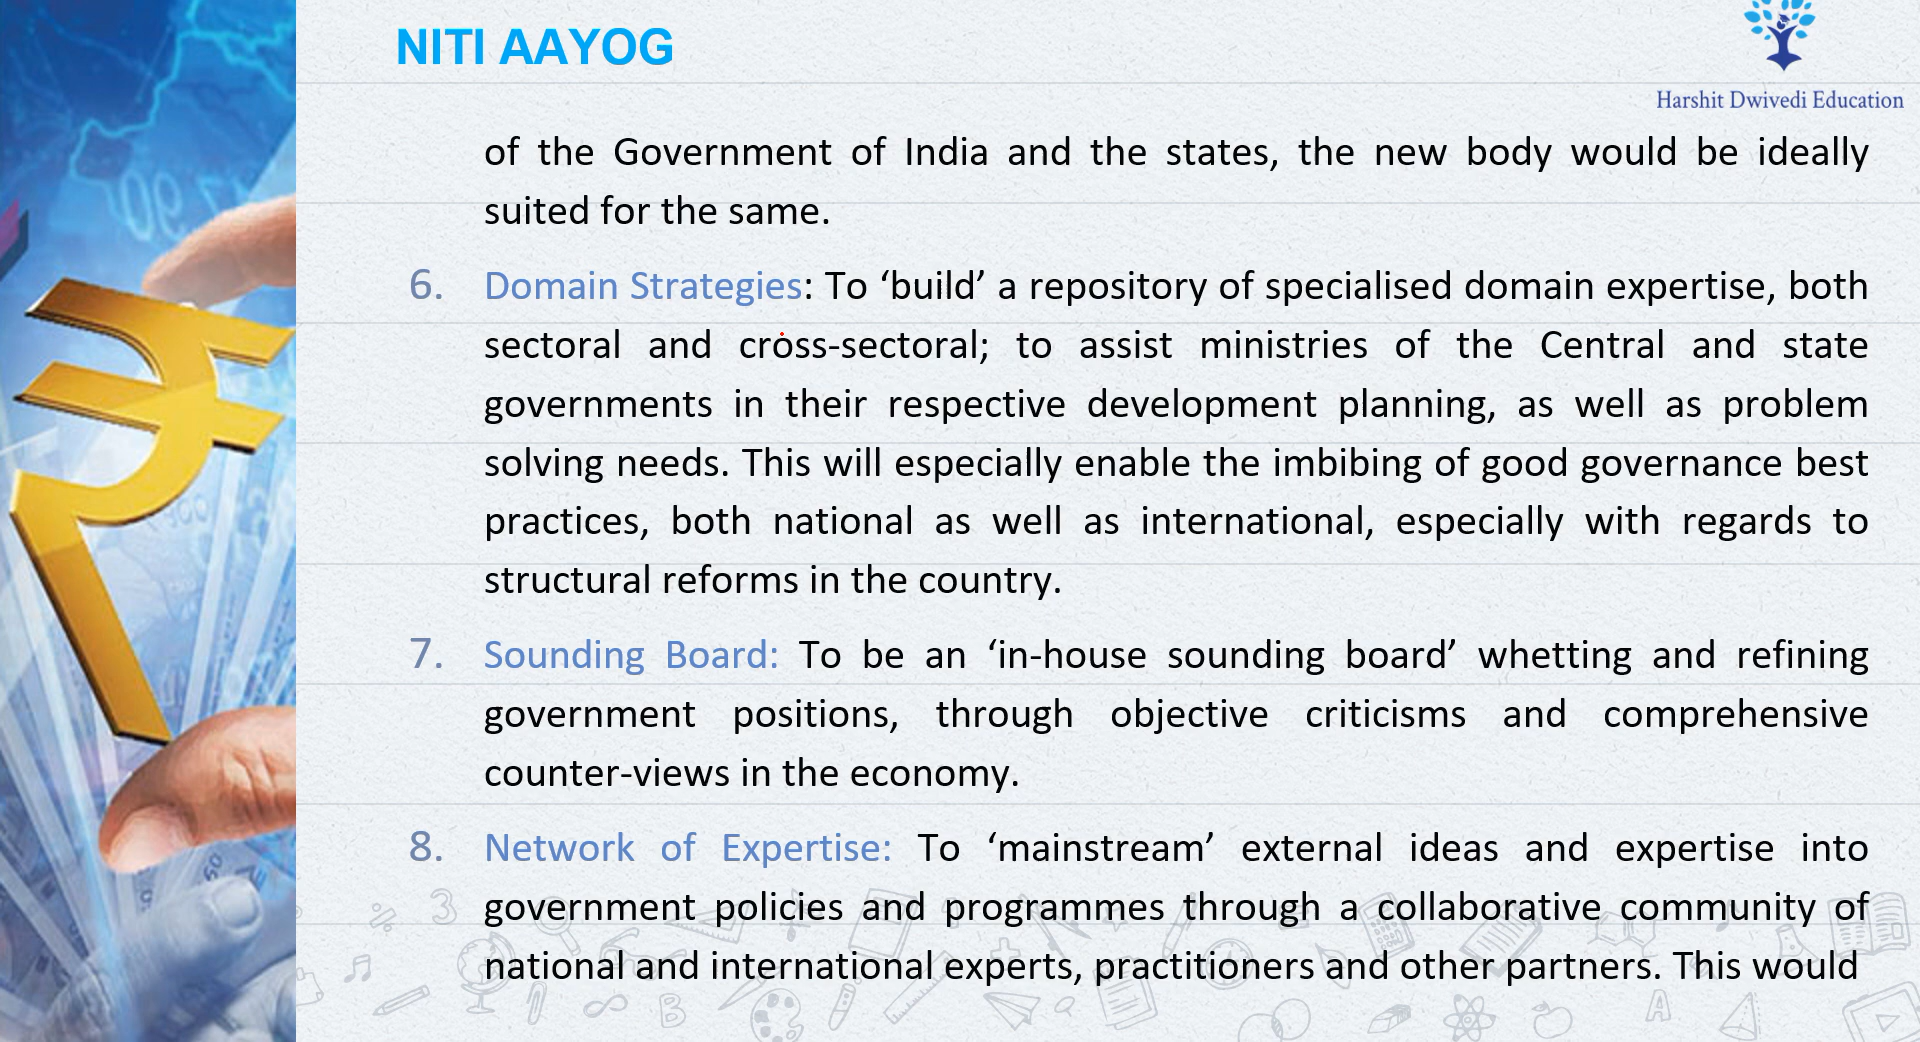 NITI AAYOG
Harshit Dwivedi Education
of the Government of India and the states, the new body would be ideally
suited for the same.
6. Domain Strategies: To ‘build’ a repository of specialised domain expertise, both
sectoral and cross-sectoral; to assist ministries of the Central and state
governments in their respective development planning, as well as problem
solving needs. This will especially enable the imbibing of good governance best
practices, both national as well as international, especially with regards to
structural reforms in the country.
7. Sounding Board: To be an ‘in-house sounding board’ whetting and refining
government positions, through objective criticisms and comprehensive
counter-views in the economy.
8. Network of Expertise: To ‘mainstream’ external ideas and expertise into
government policies and programmes through a collaborative community of
national and international experts, practitioners and other partners. This would